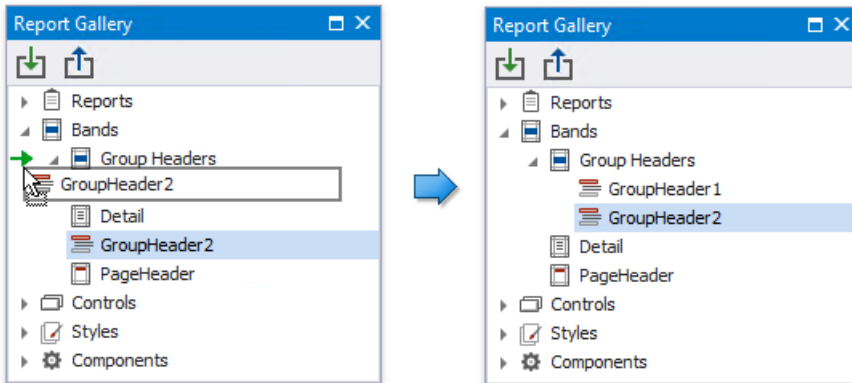 Report Gallery
Reports
Bands
Group Headers
GroupHeader2
Detail
GroupHeader2
PageHeader
Controls
Styles
Components
Report Gallery
Reports
Bands
Group Headers
GroupHeader1
GroupHeader2
Detail
PageHeader
Controls
Styles
Components